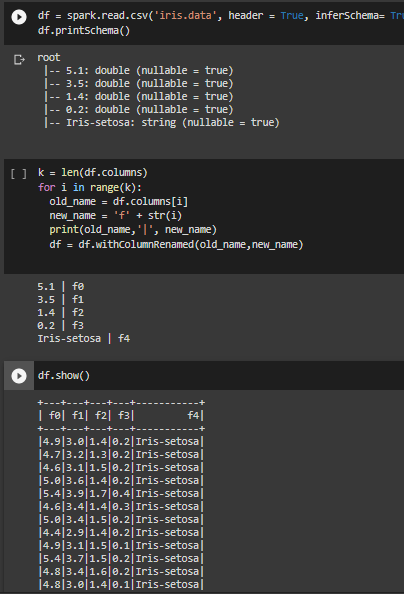 df = spark.read.csv('iris.data', header = True, inferSchema= Tr
df.printSchema()
root
|-- 5.1: double (nullable = true)
|-- 3.5: double (nullable = true)
|-- 1.4: double (nullable = true)
|-- 0.2: double (nullable = true)
|-- Iris-setosa: string (nullable = true)
[ ] k = len(df.columns)
for i in range(k):
old_name = df.columns[i]
new_name = 'f' + str(i)
print(old_name,'|', new_name)
df = df.withColumnRenamed(old_name,new_name)
5.1 | f0
3.5 | f1
1.4 | f2
0.2 | f3
Iris-setosa | f4
df.show()
+---+---+---+---+-----------+
| f0| f1| f2| f3|         f4|
+---+---+---+---+-----------+
|4.9|3.0|1.4|0.2|Iris-setosa|
|4.7|3.2|1.3|0.2|Iris-setosa|
|4.6|3.1|1.5|0.2|Iris-setosa|
|5.0|3.6|1.4|0.2|Iris-setosa|
|5.4|3.9|1.7|0.4|Iris-setosa|
|4.6|3.4|1.4|0.3|Iris-setosa|
|5.0|3.4|1.5|0.2|Iris-setosa|
|4.4|2.9|1.4|0.2|Iris-setosa|
|4.9|3.1|1.5|0.1|Iris-setosa|
|5.4|3.7|1.5|0.2|Iris-setosa|
|4.8|3.4|1.6|0.2|Iris-setosa|
|4.8|3.0|1.4|0.1|Iris-setosa|